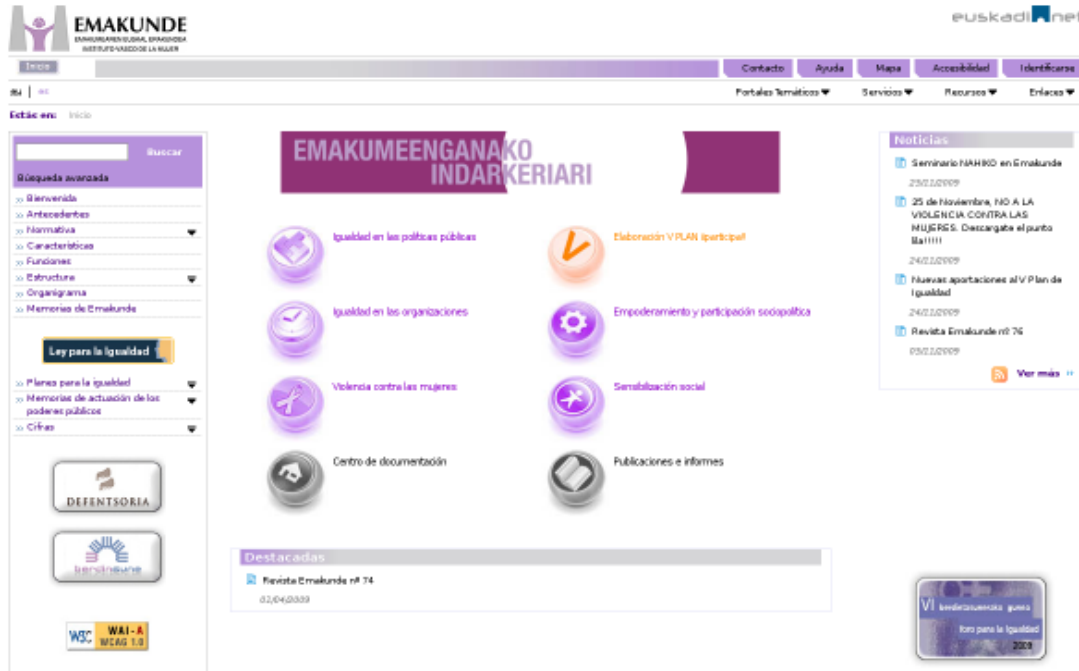 EMAKUNDE
EMAKUMEAREN EUSKAL ERAKUNDEA
INSTITUTO VASCO DE LA MUJER
euskadi net
Inicio
Contacto
Ayuda
Mapa
Accesibilidad
Identificarse
eu | es
Portales Temáticos
Servicios
Recursos
Enlaces
Estás en: Inicio
Buscar
Búsqueda avanzada
Bienvenida
Antecedentes
Normativa
Características
Funciones
Estructura
Organigrama
Memorias de Emakunde
Ley para la Igualdad
Planes para la igualdad
Memorias de actuación de los
poderes públicos
Cifras
DEFENTSORIA
berdinsarea
W3C WAI-A
WCAG 1.0
EMAKUMEENGANAKO
INDARKERIARI
Igualdad en las políticas públicas
Elaboración V PLAN ¡participa!!
Igualdad en las organizaciones
Empoderamiento y participación sociopolítica
Violencia contra las mujeres
Sensibilización social
Centro de documentación
Publicaciones e informes
Destacadas
Revista Emakunde nº 74
01/04/2009
Noticias
Seminario NAHIKO en Emakunde
25/11/2009
25 de Noviembre, NO A LA
VIOLENCIA CONTRA LAS
MUJERES. Descargate el punto
lila!!!!!
24/11/2009
Nuevas aportaciones al V Plan de
Igualdad
24/11/2009
Revista Emakunde nº 76
05/11/2009
Ver más
VI berdintasunerako gunea
foro para la Igualdad
2009